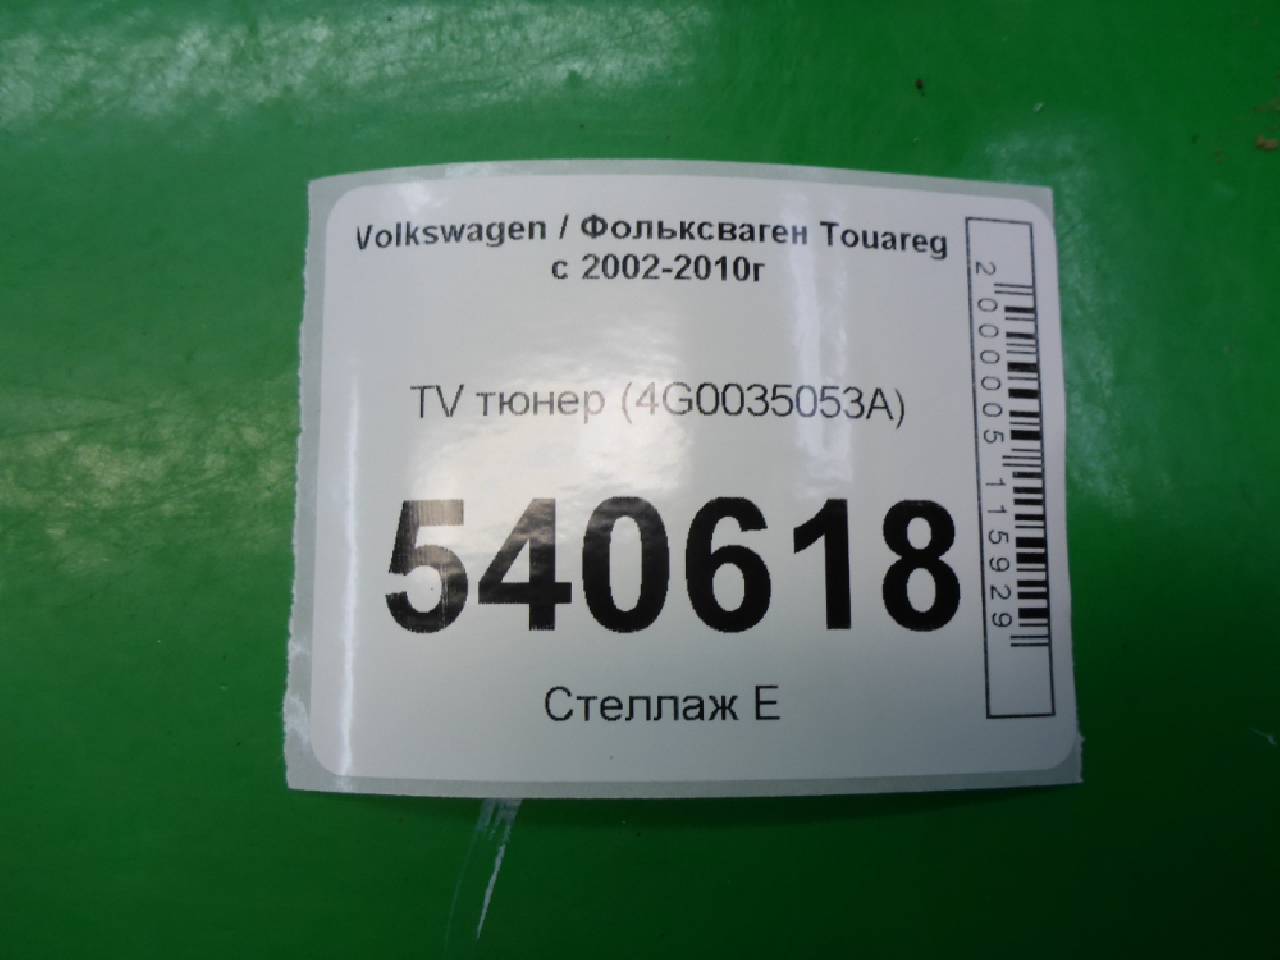 Volkswagen / Фольксваген Touareg
с 2002-2010г
TV тюнер (4G0035053A)
540618
Стеллаж Е
2000005115929